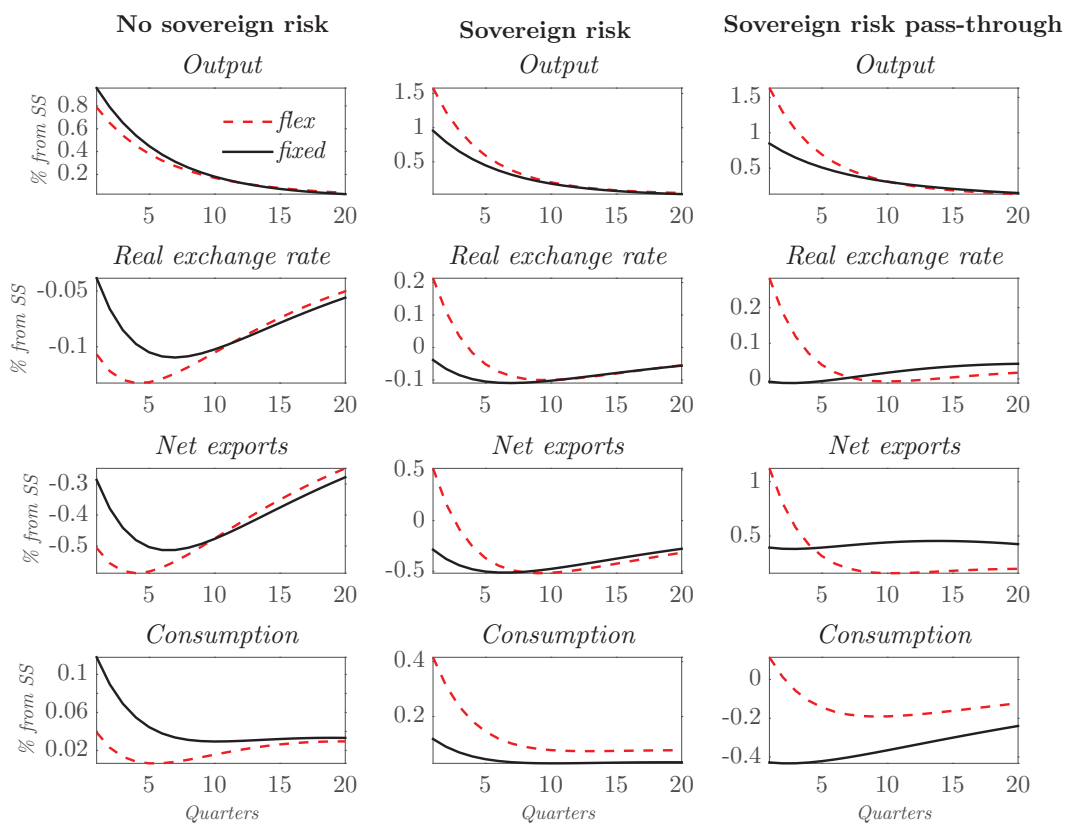 No sovereign risk
Sovereign risk
Sovereign risk pass-through
Output
Output
Output
% from SS
0.8
0.6
0.4
0.2
flex
fixed
5 10 15 20
1.5
1
0.5
5 10 15 20
1.5
1
0.5
5 10 15 20
Real exchange rate
Real exchange rate
Real exchange rate
% from SS
-0.05
-0.1
5 10 15 20
0.2
0.1
0
-0.1
5 10 15 20
0.2
0.1
0
5 10 15 20
Net exports
Net exports
Net exports
% from SS
-0.3
-0.4
-0.5
5 10 15 20
0.5
0
-0.5
5 10 15 20
1
0.5
5 10 15 20
Consumption
Consumption
Consumption
% from SS
0.1
0.06
0.02
5 10 15 20
0.4
0.2
5 10 15 20
0
-0.2
-0.4
5 10 15 20
Quarters
Quarters
Quarters